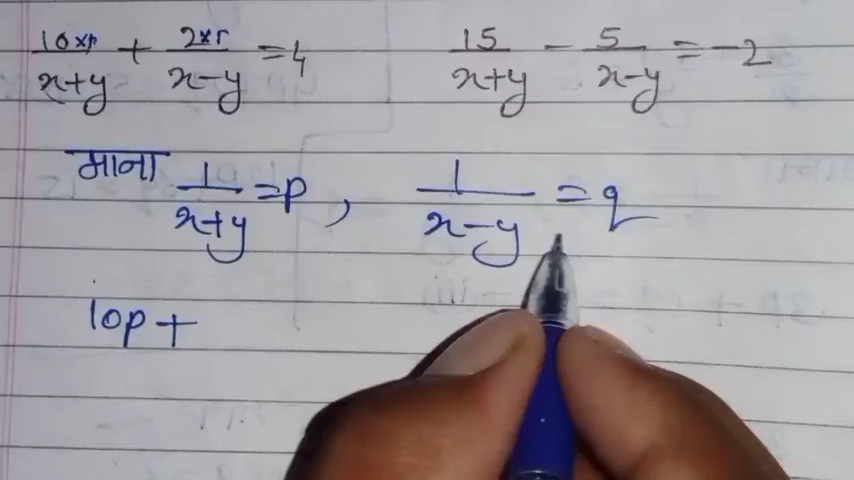 10×p/x+y + 2×r/x-y = 4    15/x+y - 5/x-y = -2
माना 1/x+y = p, 1/x-y = q
10p +